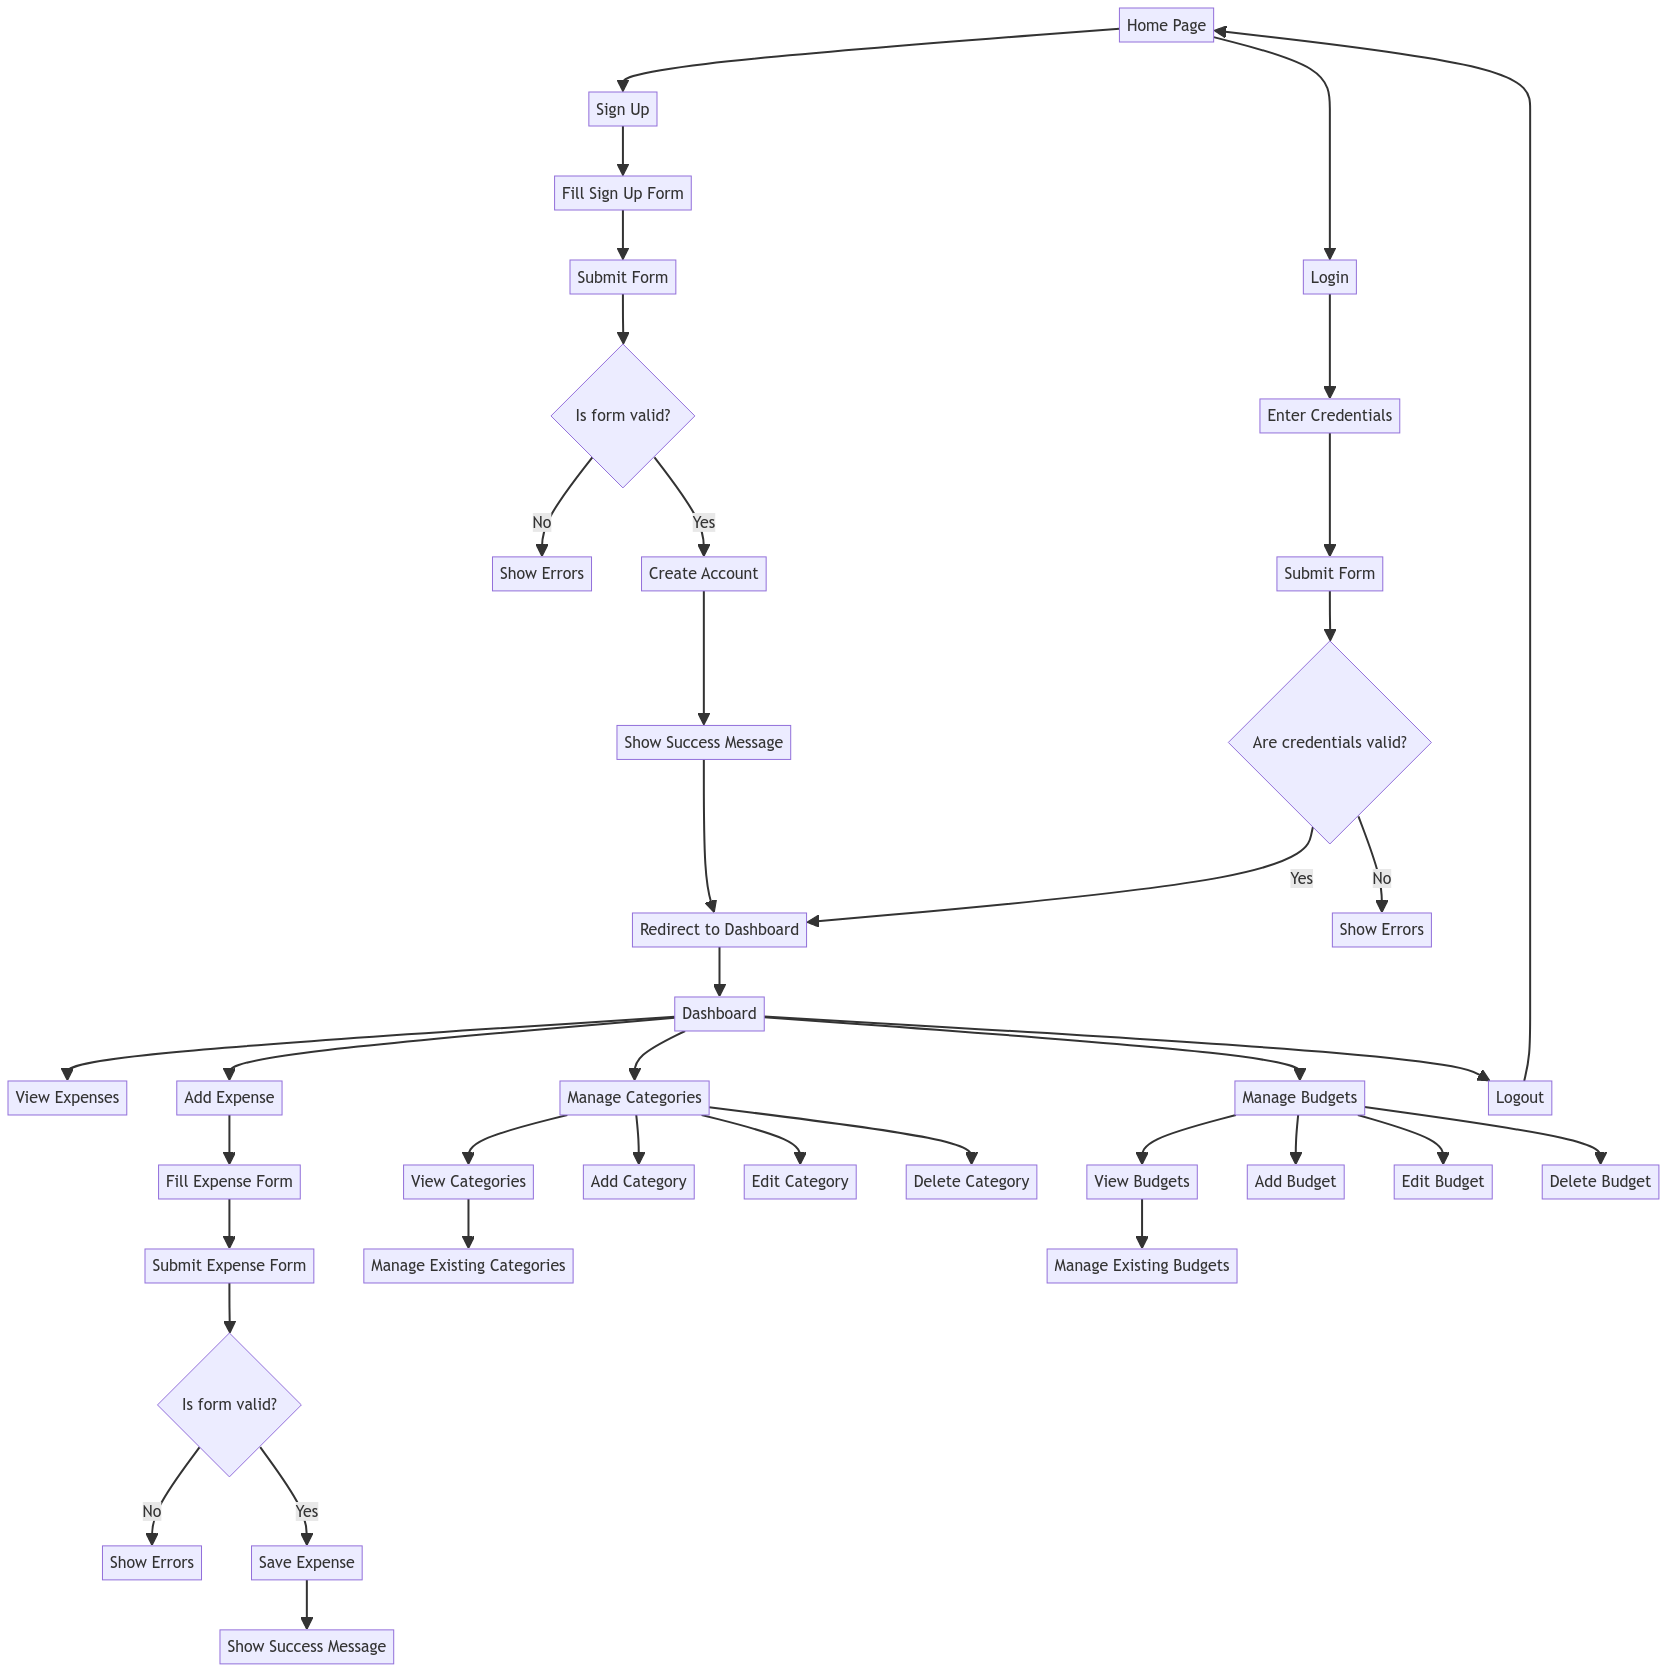 Home Page
Sign Up
Fill Sign Up Form
Submit Form
Login
Is form valid?
Enter Credentials
No
Yes
Show Errors
Create Account
Submit Form
Show Success Message
Are credentials valid?
Yes
No
Redirect to Dashboard
Show Errors
Dashboard
View Expenses
Add Expense
Manage Categories
Manage Budgets
Logout
Fill Expense Form
View Categories
Add Category
Edit Category
Delete Category
View Budgets
Add Budget
Edit Budget
Delete Budget
Submit Expense Form
Manage Existing Categories
Manage Existing Budgets
Is form valid?
No
Yes
Show Errors
Save Expense
Show Success Message